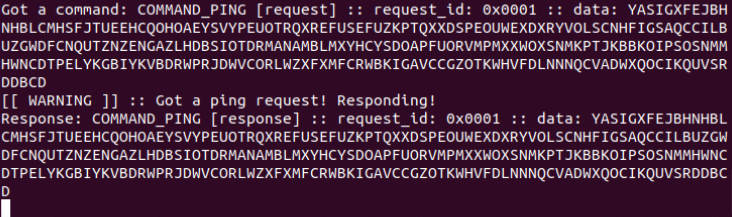 Got a command: COMMAND_PING [request] :: request_id: 0x0001 :: data: YASIGXFEJBH
NHBLCMHSFJTUEEHCQOHOAEYSVYPEUOTRQXREFUSEFUZKPTQXXDSPEOUWEXDXRYVOLSCNHFIGSAQCCILB
UZGWDFCNQUTZNZENGAZLHDBSIOTDRMANAMBLMXYHCYSDOAPFUORVMPMXXWOXSNMKPTJKBBKOIPSOSNMM
HWNCDTPELYKGBIYKVBDRWPRJDWVCORLWZXFXMFCRWBKIGAVCCGZOTKWHVFDLNNNQCVADWXQOCIKQUVSR
DDBCD
[[ WARNING ]] :: Got a ping request! Responding!
Response: COMMAND_PING [response] :: request_id: 0x0001 :: data: YASIGXFEJBHNHBL
CMHSFJTUEEHCQOHOAEYSVYPEUOTRQXREFUSEFUZKPTQXXDSPEOUWEXDXRYVOLSCNHFIGSAQCCILBUZGW
DFCNQUTZNZENGAZLHDBSIOTDRMANAMBLMXYHCYSDOAPFUORVMPMXXWOXSNMKPTJKBBKOIPSOSNMMHWNC
DTPELYKGBIYKVBDRWPRJDWVCORLWZXFXMFCRWBKIGAVCCGZOTKWHVFDLNNNQCVADWXQOCIKQUVSRDDBC
D